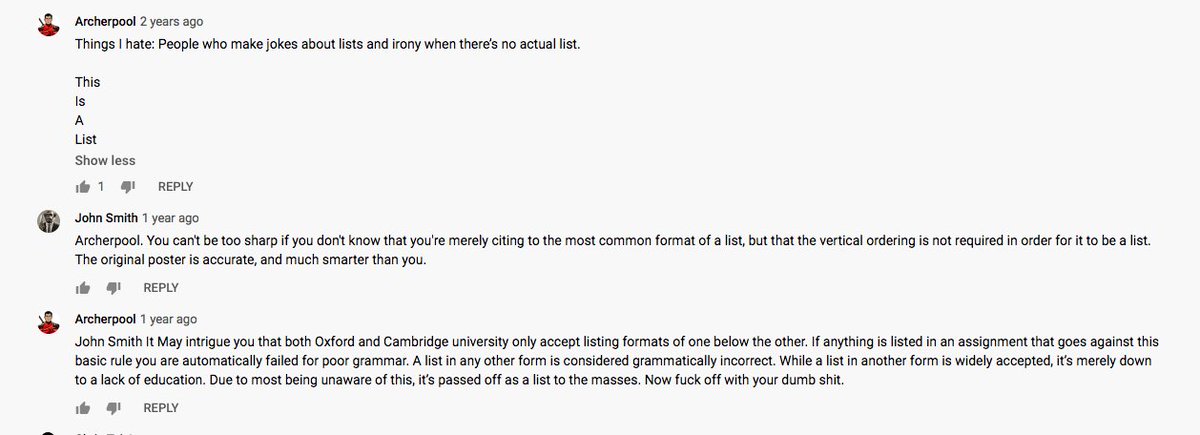 Archerpool 2 years ago
Things I hate: People who make jokes about lists and irony when there's no actual list.
This
Is
A
List
Show less
1 REPLY
John Smith 1 year ago
Archerpool. You can't be too sharp if you don't know that you're merely citing to the most common format of a list, but that the vertical ordering is not required in order for it to be a list.
The original poster is accurate, and much smarter than you.
REPLY
Archerpool 1 year ago
John Smith It May intrigue you that both Oxford and Cambridge university only accept listing formats of one below the other. If anything is listed in an assignment that goes against this
basic rule you are automatically failed for poor grammar. A list in any other form is considered grammatically incorrect. While a list in another form is widely accepted, it's merely down
to a lack of education. Due to most being unaware of this, it's passed off as a list to the masses. Now fuck off with your dumb shit.
REPLY